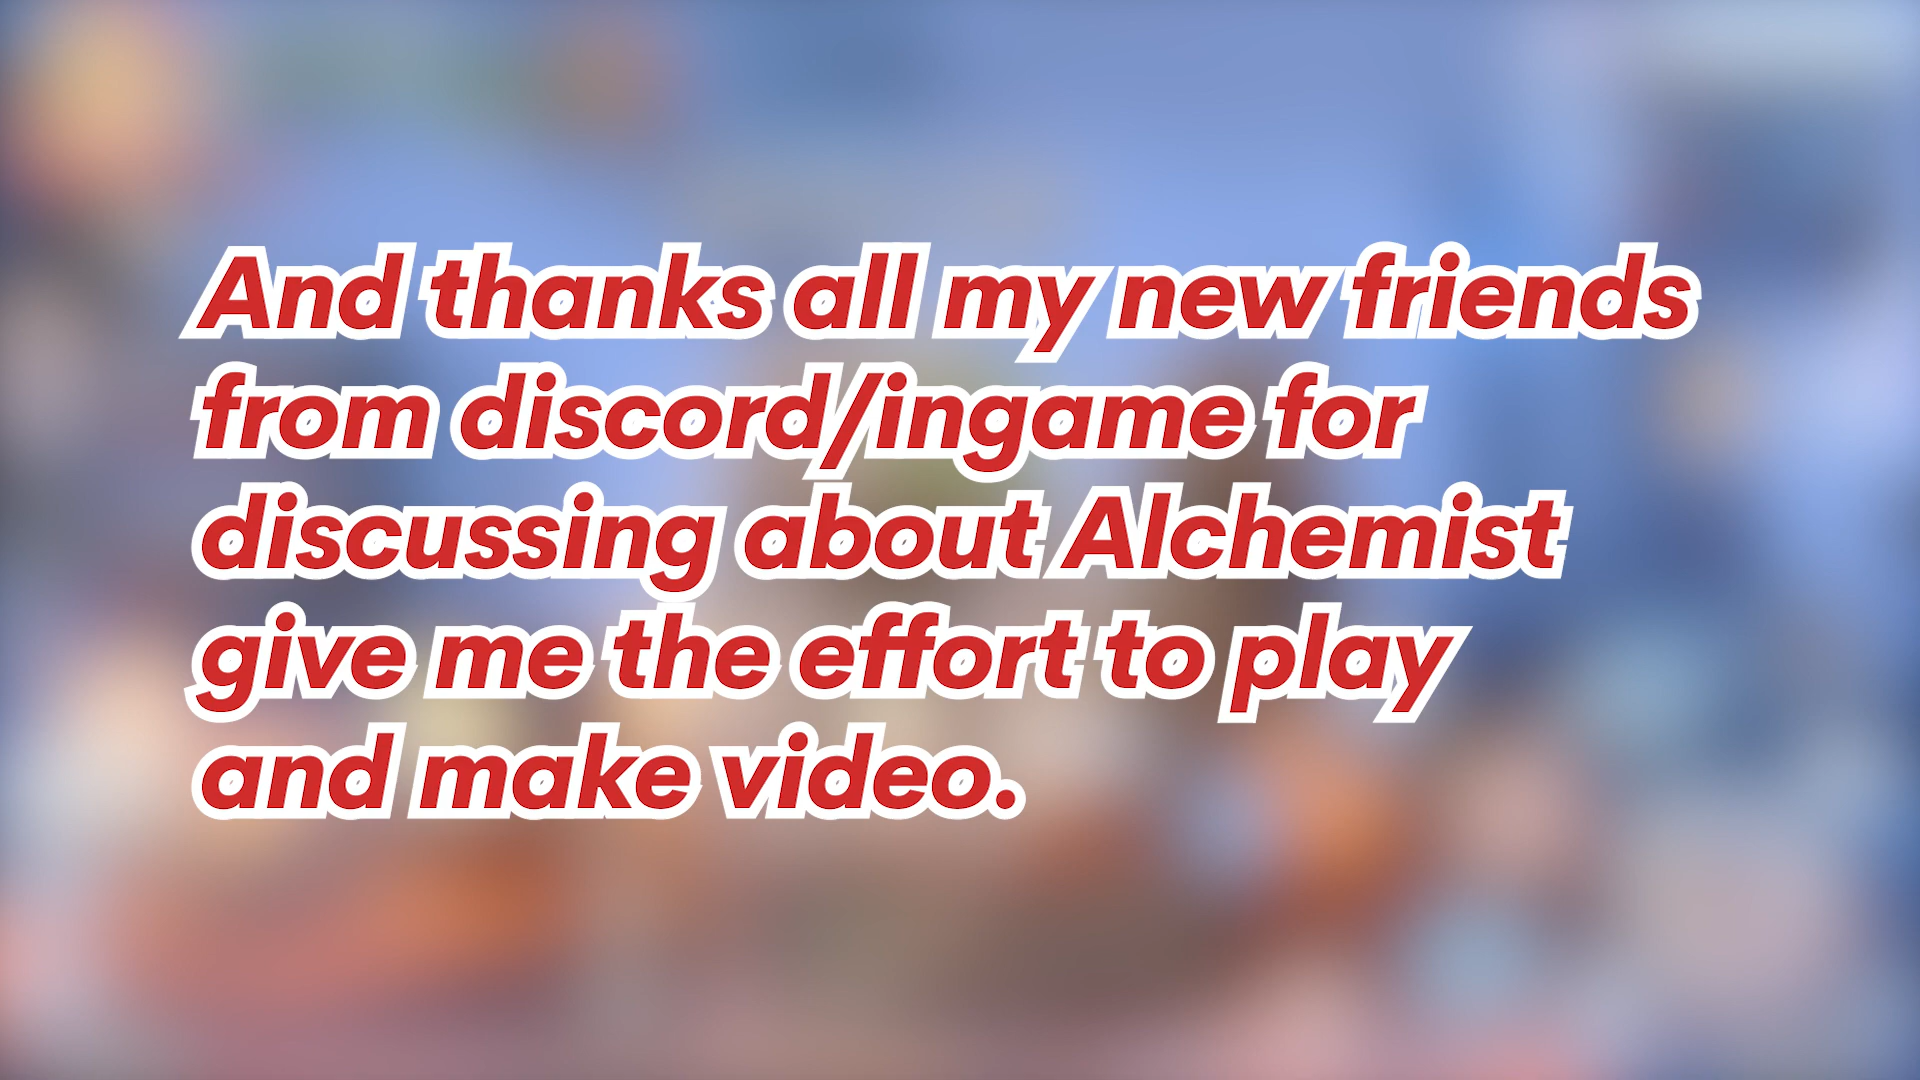 And thanks all my new friends
from discord/ingame for
discussing about Alchemist
give me the effort to play
and make video.